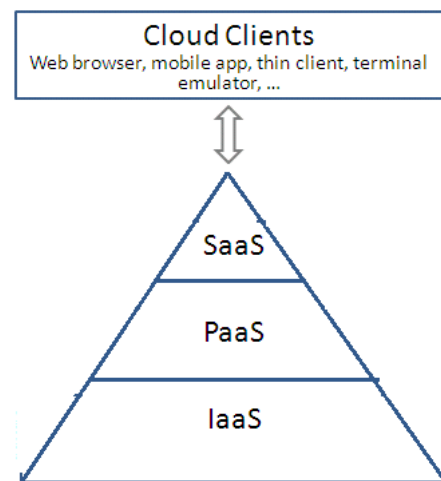 Cloud Clients
Web browser, mobile app, thin client, terminal
emulator, ...
SaaS
PaaS
IaaS